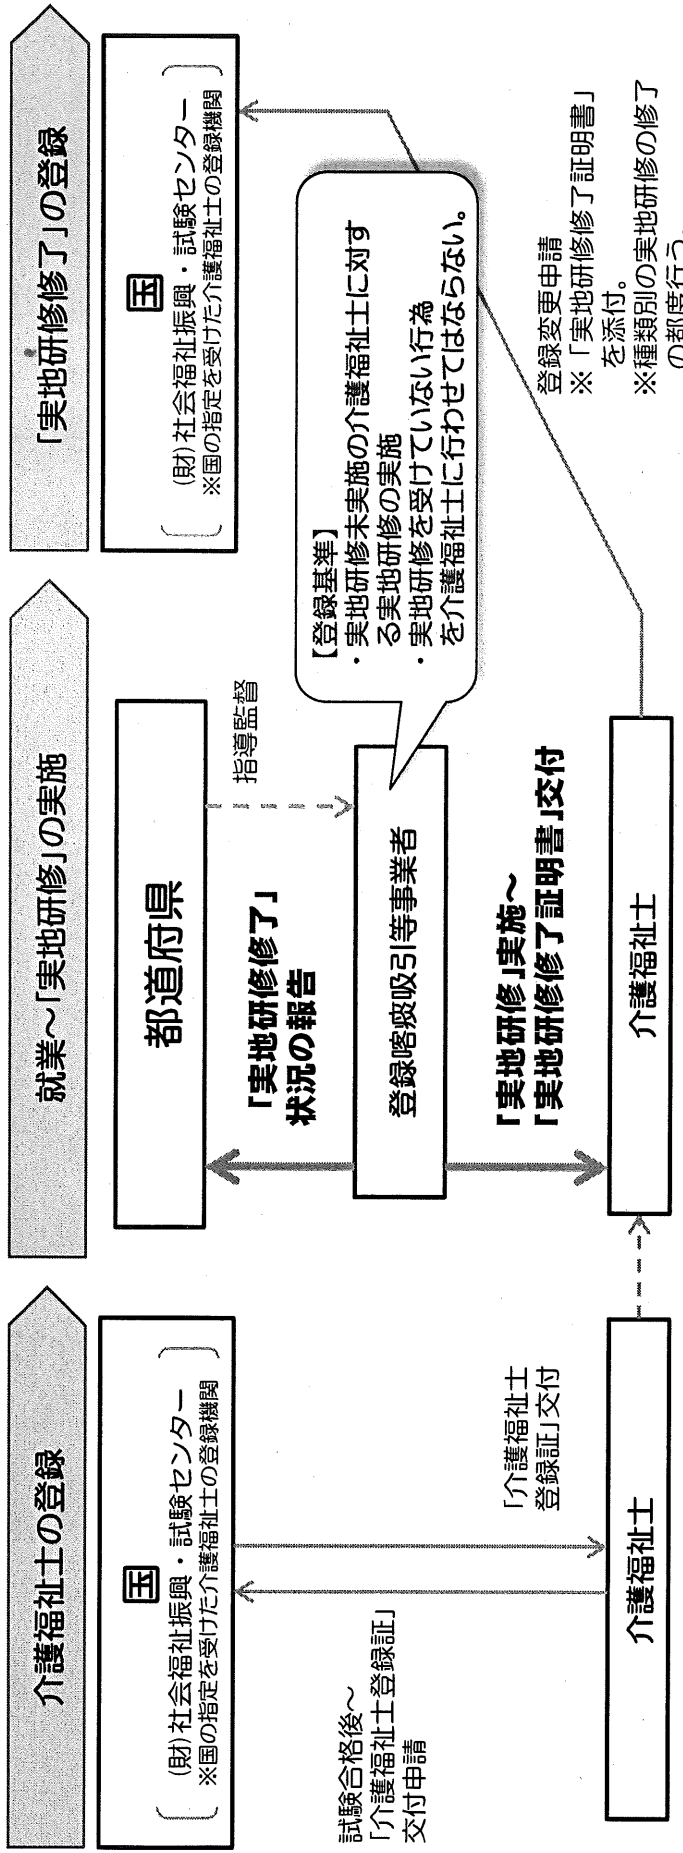 介護福祉士の登録
国
(財)社会福祉振興・試験センター
※国の指定を受けた介護福祉士の登録機関
試験合格後～
「介護福祉士登録証」
交付申請
「介護福祉士
登録証」交付
介護福祉士
就業～「実地研修」の実施
都道府県
指導監督
「実地研修修了」
状況の報告
登録喀痰吸引等事業者
【登録基準】
・実地研修未実施の介護福祉士に対す
る実地研修の実施
・実地研修を受けていない行為
を介護福祉士に行わせてはならない。
「実地研修」実施～
「実地研修修了証明書」交付
介護福祉士
「実地研修修了」の登録
国
(財)社会福祉振興・試験センター
※国の指定を受けた介護福祉士の登録機関
登録変更申請
※「実地研修修了証明書」
を添付。
※種類別の実地研修の修了
の都度行う。